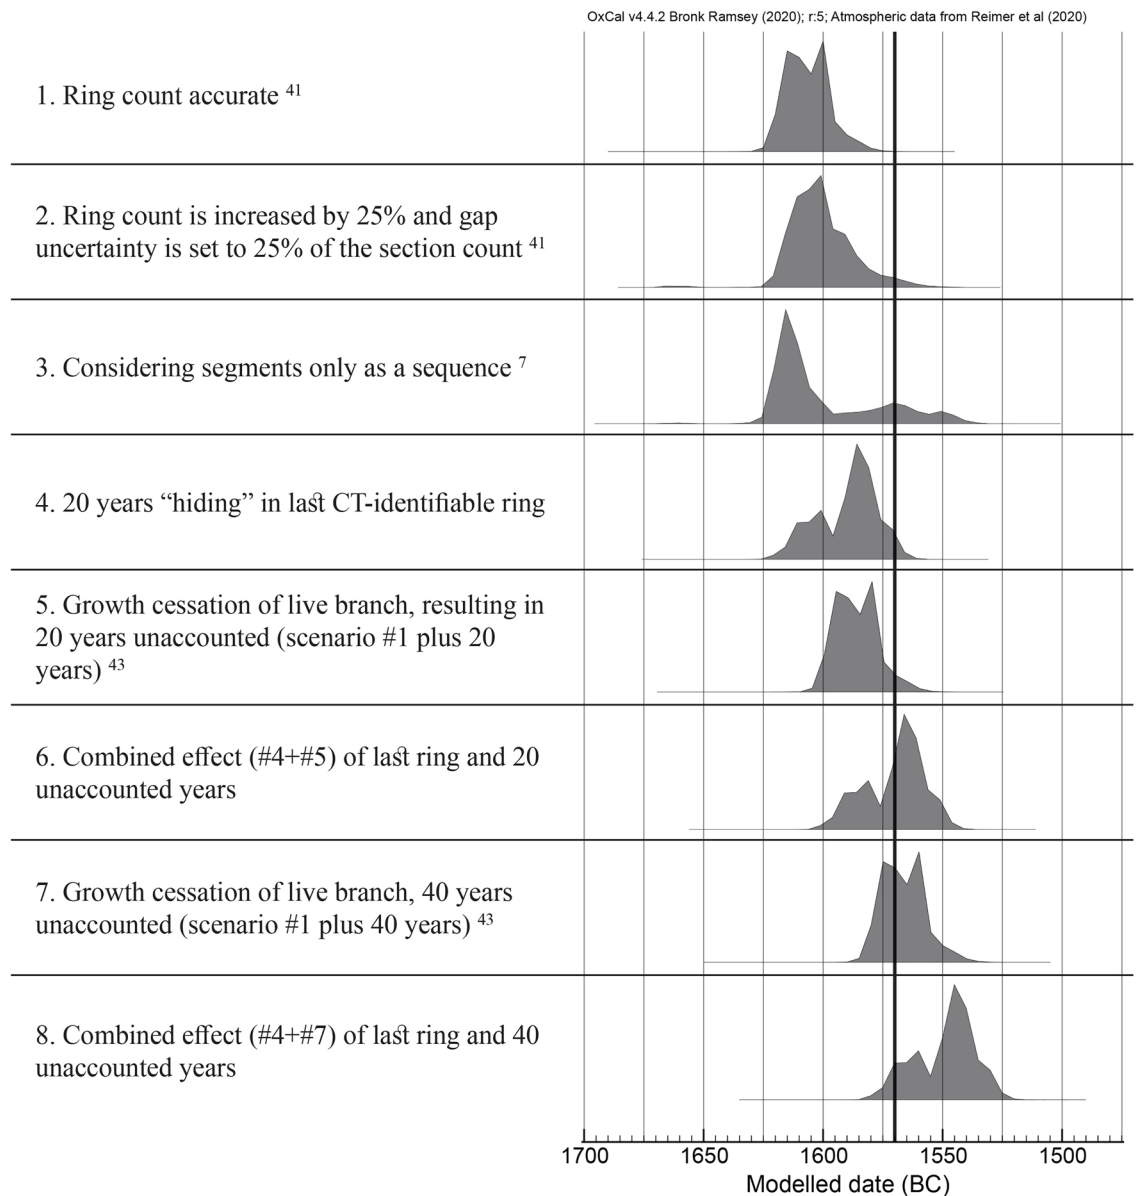 OxCal v4.4.2 Bronk Ramsey (2020); r:5; Atmospheric data from Reimer et al (2020)
1. Ring count accurate 41
2. Ring count is increased by 25% and gap
uncertainty is set to 25% of the section count 41
3. Considering segments only as a sequence 7
4. 20 years “hiding” in last CT-identifiable ring
5. Growth cessation of live branch, resulting in
20 years unaccounted (scenario #1 plus 20
years) 43
6. Combined effect (#4+#5) of last ring and 20
unaccounted years
7. Growth cessation of live branch, 40 years
unaccounted (scenario #1 plus 40 years) 43
8. Combined effect (#4+#7) of last ring and 40
unaccounted years
1700 1650 1600 1550 1500
Modelled date (BC)